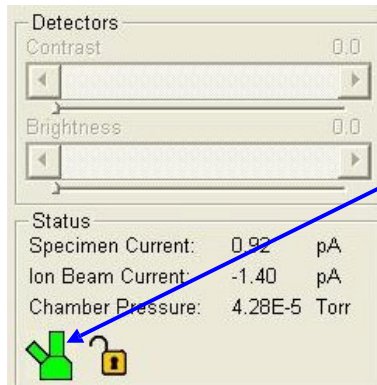 Detectors
Contrast 0.0
Brightness 0.0
Status
Specimen Current: 0.92 pA
Ion Beam Current: -1.40 pA
Chamber Pressure: 4.28E-5 Torr